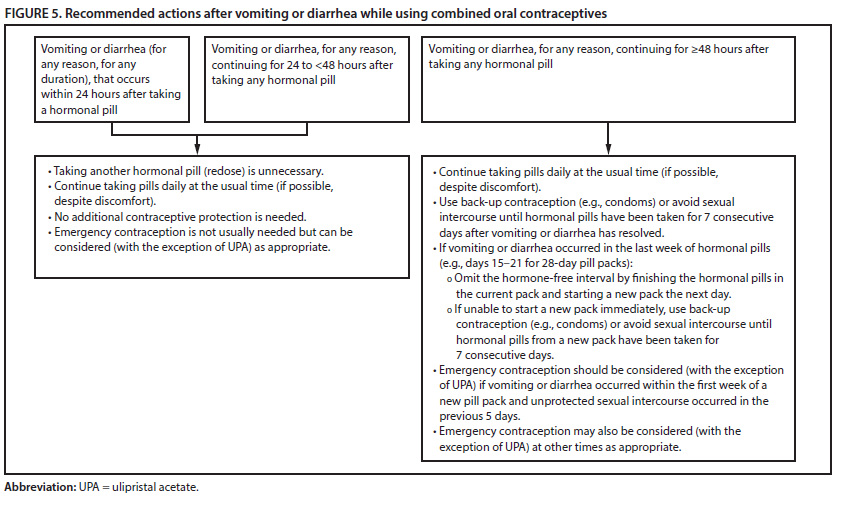 FIGURE 5. Recommended actions after vomiting or diarrhea while using combined oral contraceptives
Vomiting or diarrhea (for
any reason, for any
duration), that occurs
within 24 hours after taking
a hormonal pill
Vomiting or diarrhea, for any reason,
continuing for 24 to <48 hours after
taking any hormonal pill
Vomiting or diarrhea, for any reason, continuing for ≥48 hours after
taking any hormonal pill
• Taking another hormonal pill (redose) is unnecessary.
• Continue taking pills daily at the usual time (if possible,
despite discomfort).
• No additional contraceptive protection is needed.
• Emergency contraception is not usually needed but can be
considered (with the exception of UPA) as appropriate.
• Continue taking pills daily at the usual time (if possible,
despite discomfort).
• Use back-up contraception (e.g., condoms) or avoid sexual
intercourse until hormonal pills have been taken for 7 consecutive
days after vomiting or diarrhea has resolved.
• If vomiting or diarrhea occurred in the last week of hormonal pills
(e.g., days 15–21 for 28-day pill packs):
o Omit the hormone-free interval by finishing the hormonal pills in
the current pack and starting a new pack the next day.
o If unable to start a new pack immediately, use back-up
contraception (e.g., condoms) or avoid sexual intercourse until
hormonal pills from a new pack have been taken for
7 consecutive days.
• Emergency contraception should be considered (with the exception
of UPA) if vomiting or diarrhea occurred within the first week of a
new pill pack and unprotected sexual intercourse occurred in the
previous 5 days.
• Emergency contraception may also be considered (with the
exception of UPA) at other times as appropriate.
Abbreviation: UPA = ulipristal acetate.